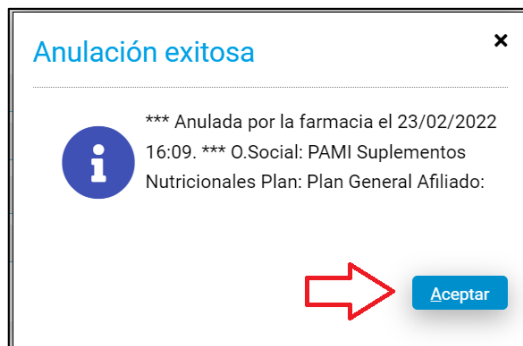 Anulación exitosa
*** Anulada por la farmacia el 23/02/2022
16:09. *** O.Social: PAMI Suplementos
Nutricionales Plan: Plan General Afiliado:
Aceptar